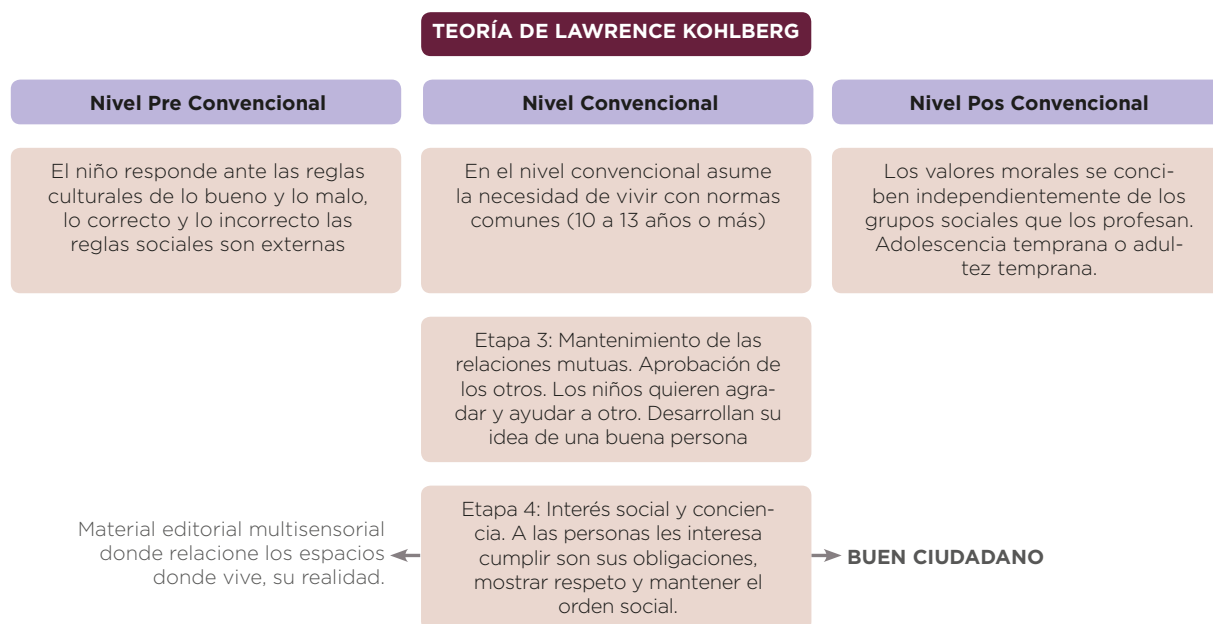 TEORÍA DE LAWRENCE KOHLBERG
Nivel Pre Convencional
El niño responde ante las reglas
culturales de lo bueno y lo malo,
lo correcto y lo incorrecto las
reglas sociales son externas
Nivel Convencional
En el nivel convencional asume
la necesidad de vivir con normas
comunes (10 a 13 años o más)
Nivel Pos Convencional
Los valores morales se conci-
ben independientemente de los
grupos sociales que los profesan.
Adolescencia temprana o adul-
tez temprana.
Etapa 3: Mantenimiento de las
relaciones mutuas. Aprobación de
los otros. Los niños quieren agra-
dar y ayudar a otro. Desarrollan su
idea de una buena persona
Material editorial multisensorial
donde relacione los espacios
donde vive, su realidad.
Etapa 4: Interés social y concien-
cia. A las personas les interesa
cumplir son sus obligaciones,
mostrar respeto y mantener el
orden social.
BUEN CIUDADANO